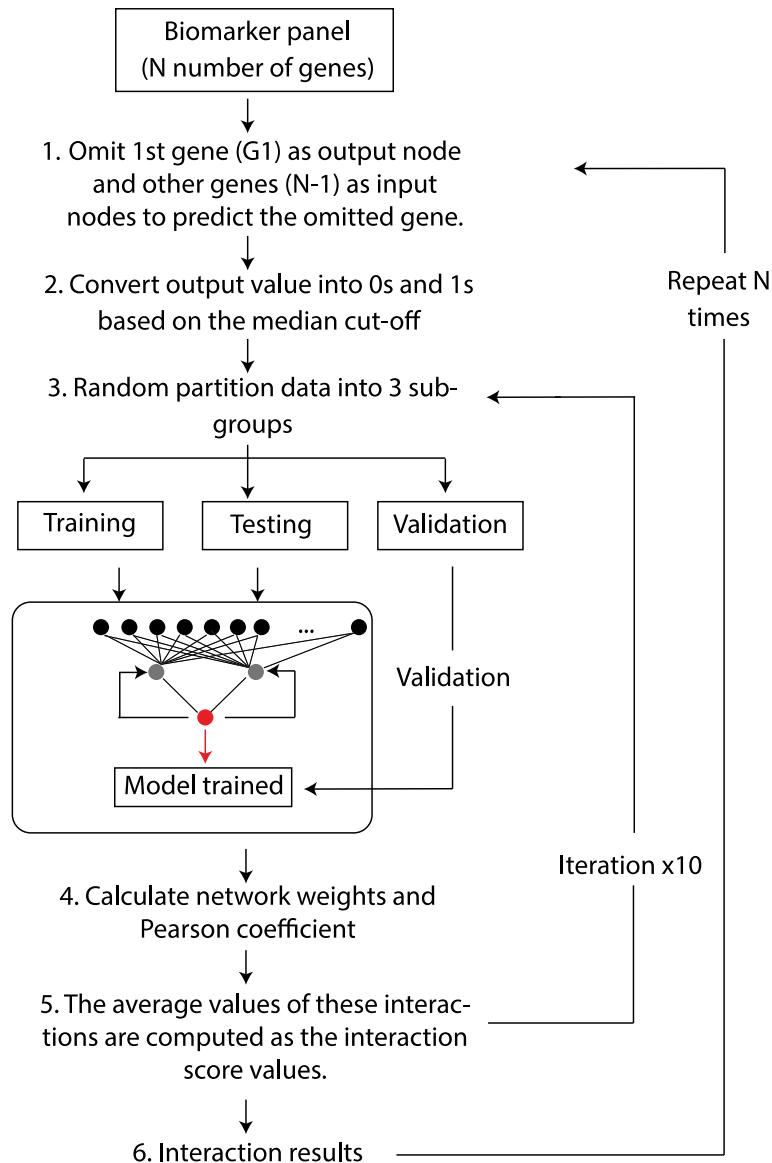 Biomarker panel
(N number of genes)
1. Omit 1st gene (G1) as output node
and other genes (N-1) as input
nodes to predict the omitted gene.
2. Convert output value into 0s and 1s
based on the median cut-off
Repeat N
times
3. Random partition data into 3 sub-
groups
Training
Testing
Validation
...
Validation
Model trained
Iteration x10
4. Calculate network weights and
Pearson coefficient
5. The average values of these interac-
tions are computed as the interaction
score values.
6. Interaction results